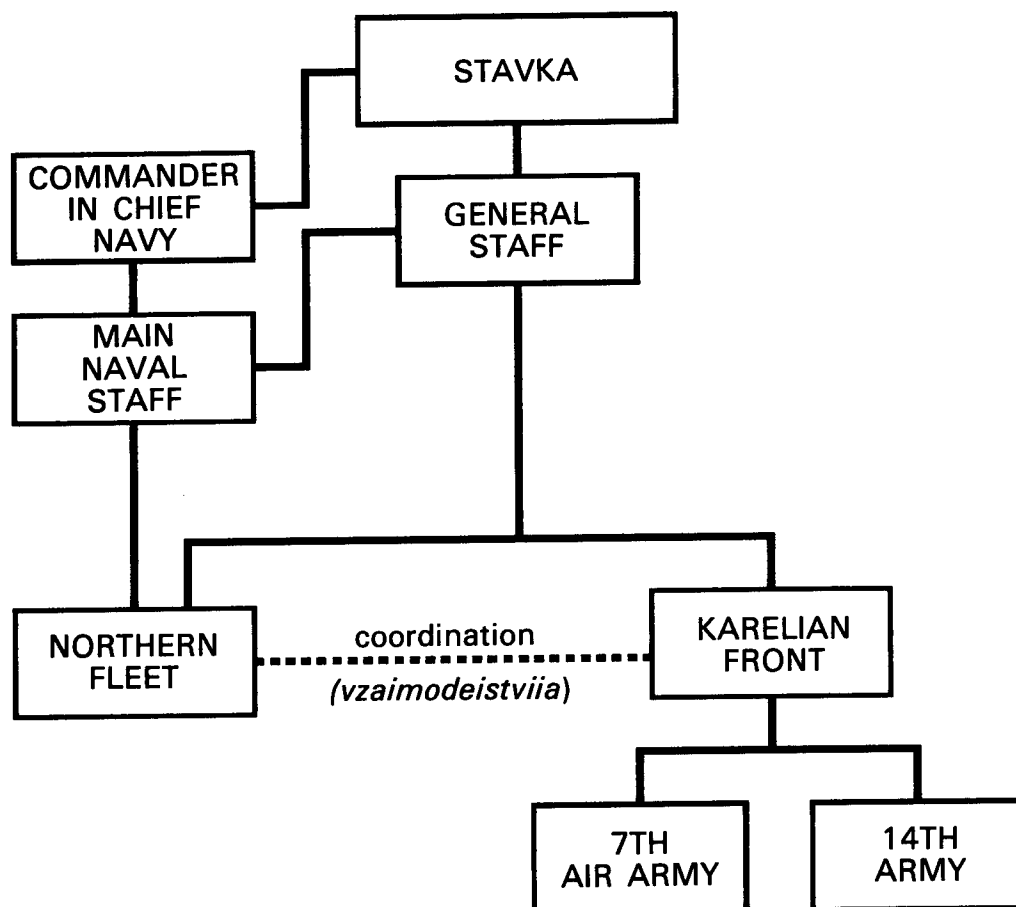 STAVKA
COMMANDER
IN CHIEF
NAVY
GENERAL
STAFF
MAIN
NAVAL
STAFF
NORTHERN
FLEET
coordination
(vzaimodeistviia)
KARELIAN
FRONT
7TH
AIR ARMY
14TH
ARMY